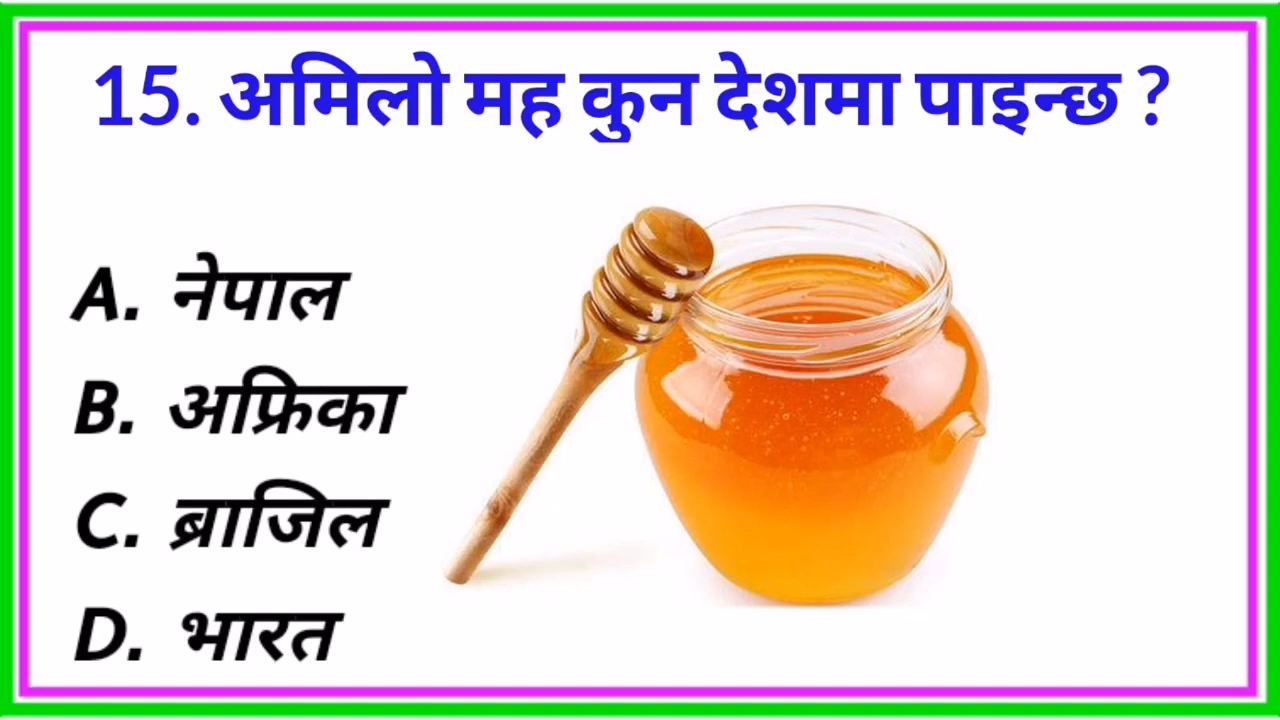 15. अमिलो मह कुन देशमा पाइन्छ ?
A. नेपाल
B. अफ्रिका
C. ब्राजिल
D. भारत